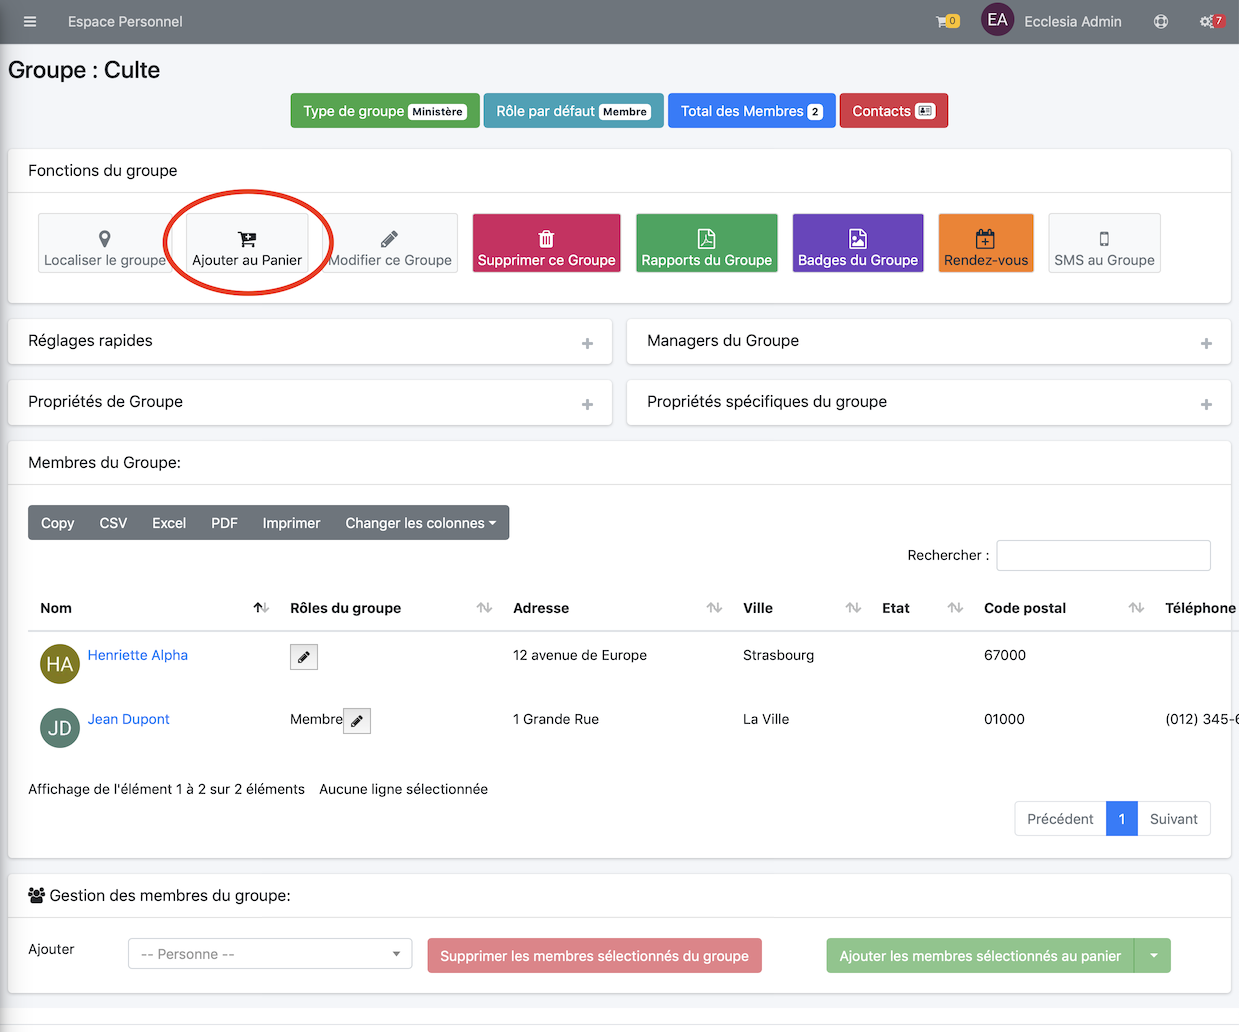 Espace Personnel 0 EA Ecclesia Admin 7
Groupe : Culte
Type de groupe Ministère Rôle par défaut Membre Total des Membres 2 Contacts
Fonctions du groupe
Localiser le groupe Ajouter au Panier Modifier ce Groupe Supprimer ce Groupe Rapports du Groupe Badges du Groupe Rendez-vous SMS au Groupe
Réglages rapides Managers du Groupe
Propriétés de Groupe Propriétés spécifiques du groupe
Membres du Groupe:
Copy CSV Excel PDF Imprimer Changer les colonnes
Rechercher :
Nom Rôles du groupe Adresse Ville Etat Code postal Téléphone
HA Henriette Alpha 12 avenue de Europe Strasbourg 67000
JD Jean Dupont Membre 1 Grande Rue La Ville 01000 (012) 345-
Affichage de l'élément 1 à 2 sur 2 éléments Aucune ligne sélectionnée
Précédent 1 Suivant
Gestion des membres du groupe:
Ajouter -- Personne -- Supprimer les membres sélectionnés du groupe Ajouter les membres sélectionnés au panier